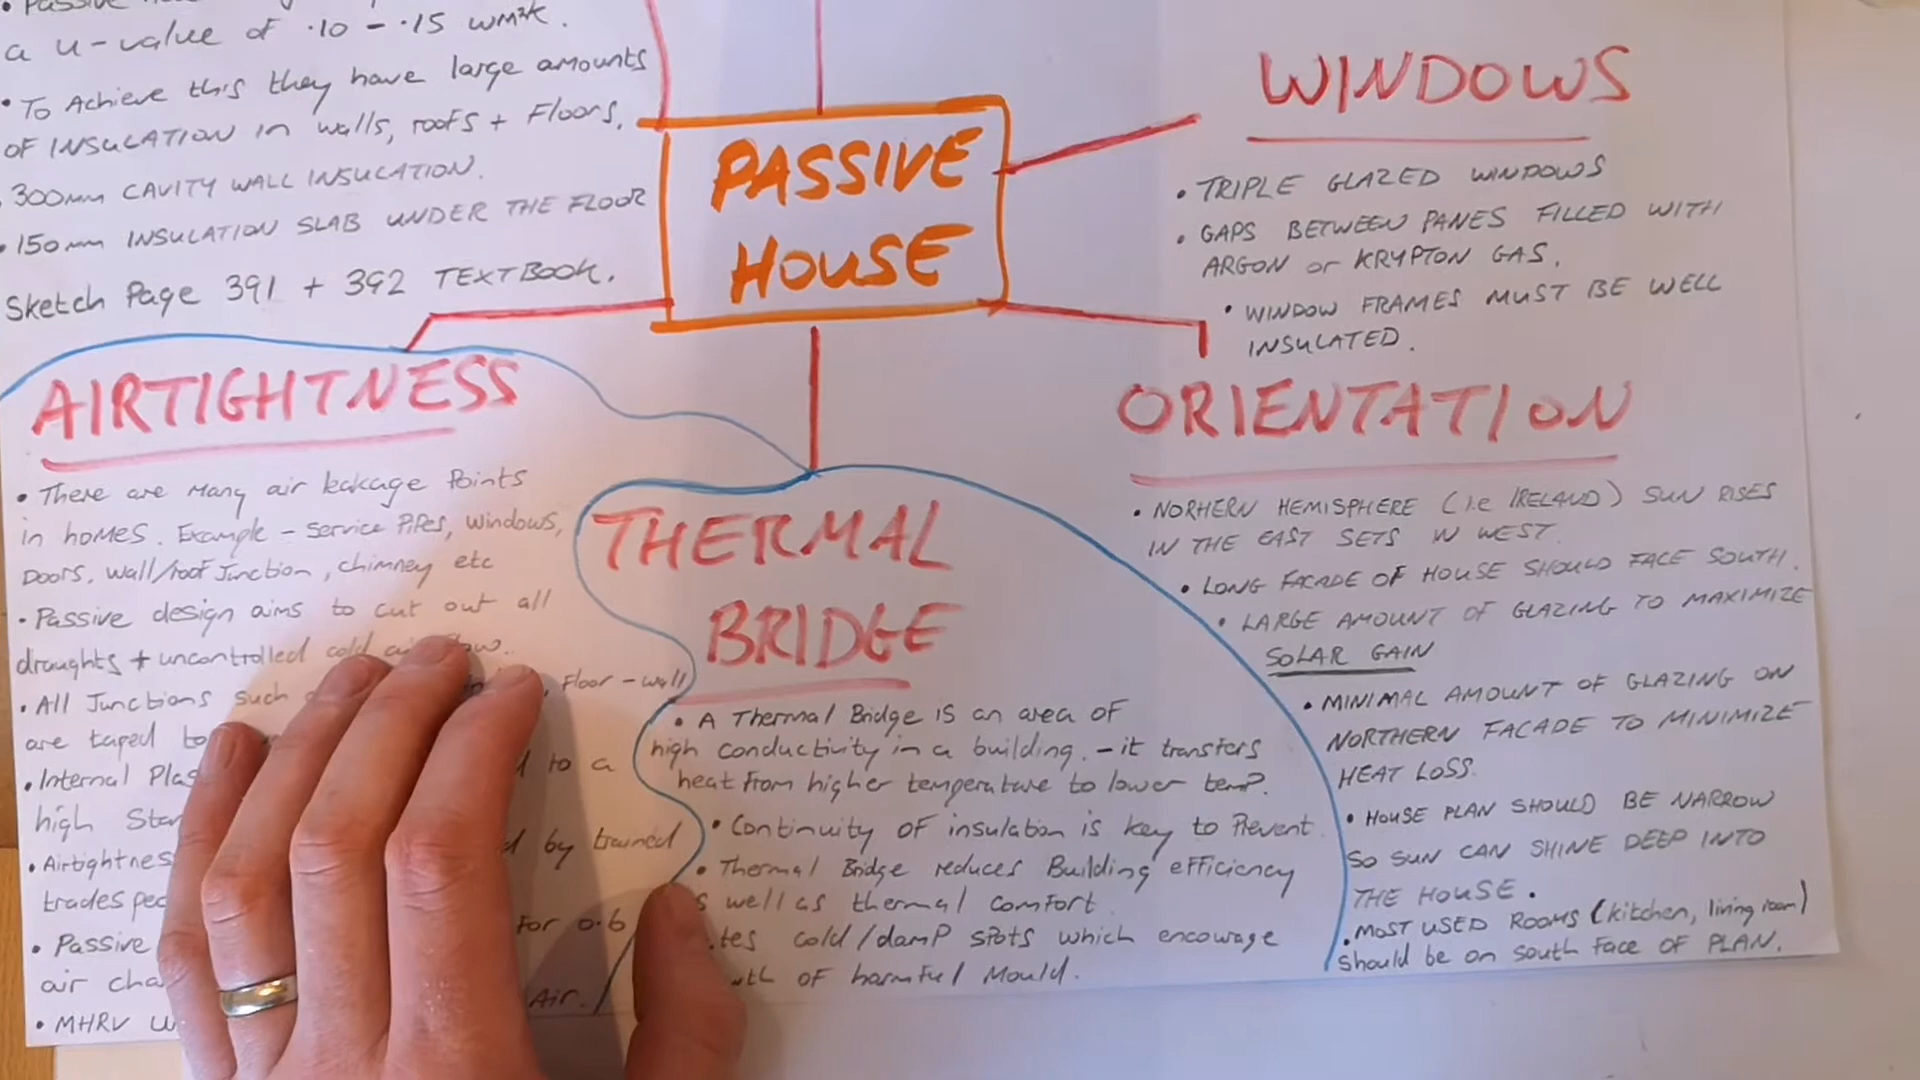 a u-value of .10 - .15 wm²k.
• To Achieve this they have large amounts
OF INSULATION in walls, roofs + Floors.
. 300mm CAVITY WALL INSULATION.
• 150mm INSULATION SLAB UNDER THE FLOOR
Sketch Page 391 + 392 TEXTBOOK.
PASSIVE
HOUSE
WINDOWS
• TRIPLE GLAZED WINDOWS
• GAPS BETWEEN PANES FILLED WITH
ARGON or KRYPTON GAS.
• WINDOW FRAMES MUST BE WELL
INSULATED.
AIRTIGHTNESS
• There are many air leakage Points
in homes. Example - Service Pipes, windows,
Doors, wall/roof Junction, chimney etc
• Passive design aims to cut out all
draughts + uncontrolled cold
• All Junctions such , Floor - wall
are taped
• Internal to a
high
• by trained
• Passive For 0.6
air
Air.
• MHRV
THERMAL
BRIDGE
• A Thermal Bridge is an area of
high conductivity in a building. - it transfers
heat from higher temperature to lower temp.
• Continuity of insulation is key to Prevent
• Thermal Bridge reduces Building efficiency
well as thermal comfort.
cold/damp spots which encourage
of harmful Mould.
ORIENTATION
• NORHERN HEMISPHERE (i.e IRELAND) SUN RISES
IN THE EAST SETS IN WEST.
• LONG FACADE OF HOUSE SHOULD FACE SOUTH.
• LARGE AMOUNT OF GLAZING TO MAXIMIZE
SOLAR GAIN
• MINIMAL AMOUNT OF GLAZING ON
NORTHERN FACADE TO MINIMIZE
HEAT LOSS.
• HOUSE PLAN SHOULD BE NARROW
SO SUN CAN SHINE DEEP INTO
THE HOUSE.
• MOST USED ROOMS (kitchen, living room)
should be on south face OF PLAN.